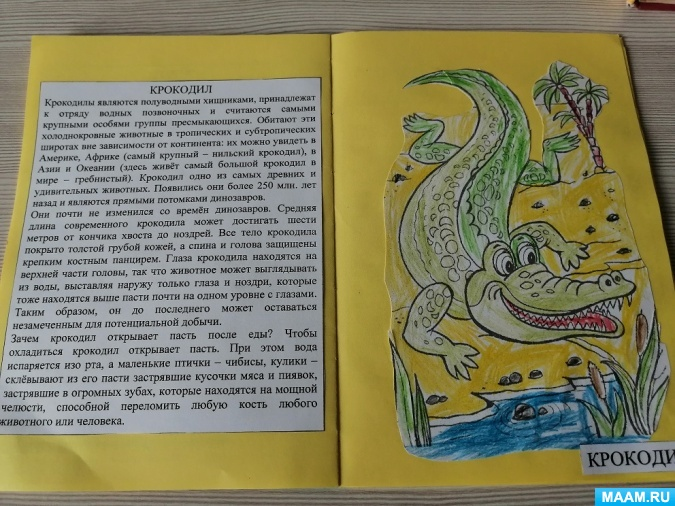 КРОКОДИЛ
Крокодилы являются полуводными хищниками, принадлежат
к отряду водных позвоночных и считаются самыми
крупными особями группы пресмыкающихся. Обитают эти
холоднокровные животные в тропических и субтропических
широтах вне зависимости от континента: их можно увидеть в
Америке, Африке (самый крупный – нильский крокодил), в
Азии и Океании (здесь живёт самый большой крокодил в
мире – гребнистый). Крокодил одно из самых древних и
удивительных животных. Появились они более 250 млн. лет
назад и являются прямыми потомками динозавров.
Они почти не изменился со времён динозавров. Средняя
длина современного крокодила может достигать шести
метров от кончика хвоста до ноздрей. Все тело крокодила
покрыто толстой грубой кожей, а спина и голова защищены
крепким костным панцирем. Глаза крокодила находятся на
верхней части головы, так что животное может выглядывать
из воды, выставляя наружу только глаза и ноздри, которые
тоже находятся выше пасти почти на одном уровне с глазами.
Таким образом, он до последнего может оставаться
незамеченным для потенциальной добычи.
Зачем крокодил открывает пасть после еды? Чтобы
охладиться крокодил открывает пасть. При этом вода
испаряется изо рта, а маленькие птички – чибисы, кулики –
склёвывают из его пасти застрявшие кусочки мяса и пиявок,
застрявшие в огромных зубах, которые находятся на мощной
челюсти, способной переломить любую кость любого
животного или человека.
КРОКОДИ
MAAM.RU